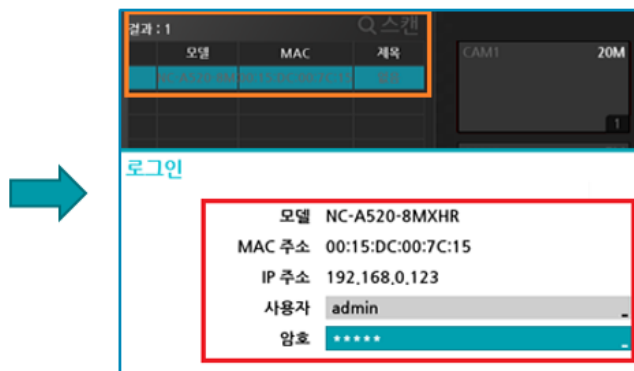 결과 : 1 스캔
모델 MAC 제목
CAM1 20M
1
로그인
모델 NC-A520-8MXHR
MAC 주소 00:15:DC:00:7C:15
IP 주소 192.168.0.123
사용자 admin
암호 *****